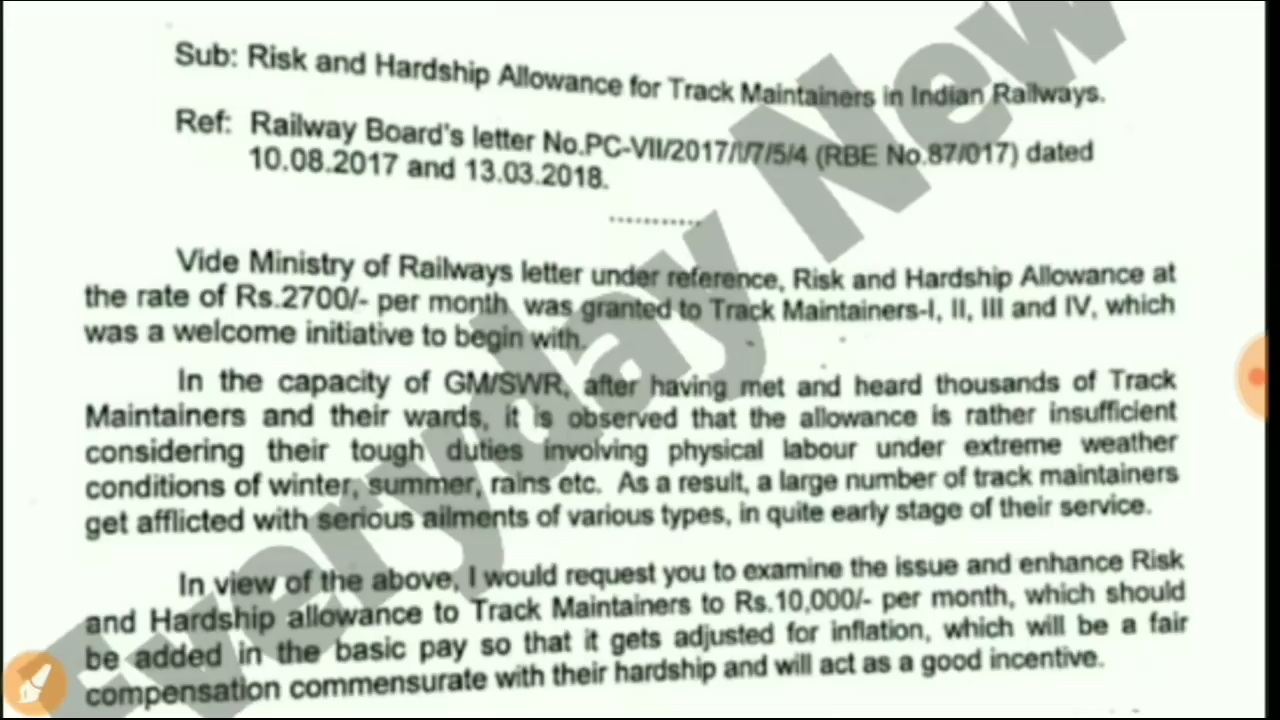 Sub: Risk and Hardship Allowance for Track Maintainers in Indian Railways.
Ref: Railway Board's letter No.PC-VII/2017/I/7/5/4 (RBE No.87/017) dated
10.08.2017 and 13.03.2018.
...........
Vide Ministry of Railways letter under reference, Risk and Hardship Allowance at
the rate of Rs.2700/- per month was granted to Track Maintainers-I, II, III and IV, which
was a welcome initiative to begin with.
In the capacity of GM/SWR, after having met and heard thousands of Track
Maintainers and their wards, it is observed that the allowance is rather insufficient
considering their tough duties involving physical labour under extreme weather
conditions of winter, summer, rains etc. As a result, a large number of track maintainers
get afflicted with serious ailments of various types, in quite early stage of their service.
In view of the above, I would request you to examine the issue and enhance Risk
and Hardship allowance to Track Maintainers to Rs.10,000/- per month, which should
be added in the basic pay so that it gets adjusted for inflation, which will be a fair
compensation commensurate with their hardship and will act as a good incentive.
Everyday New